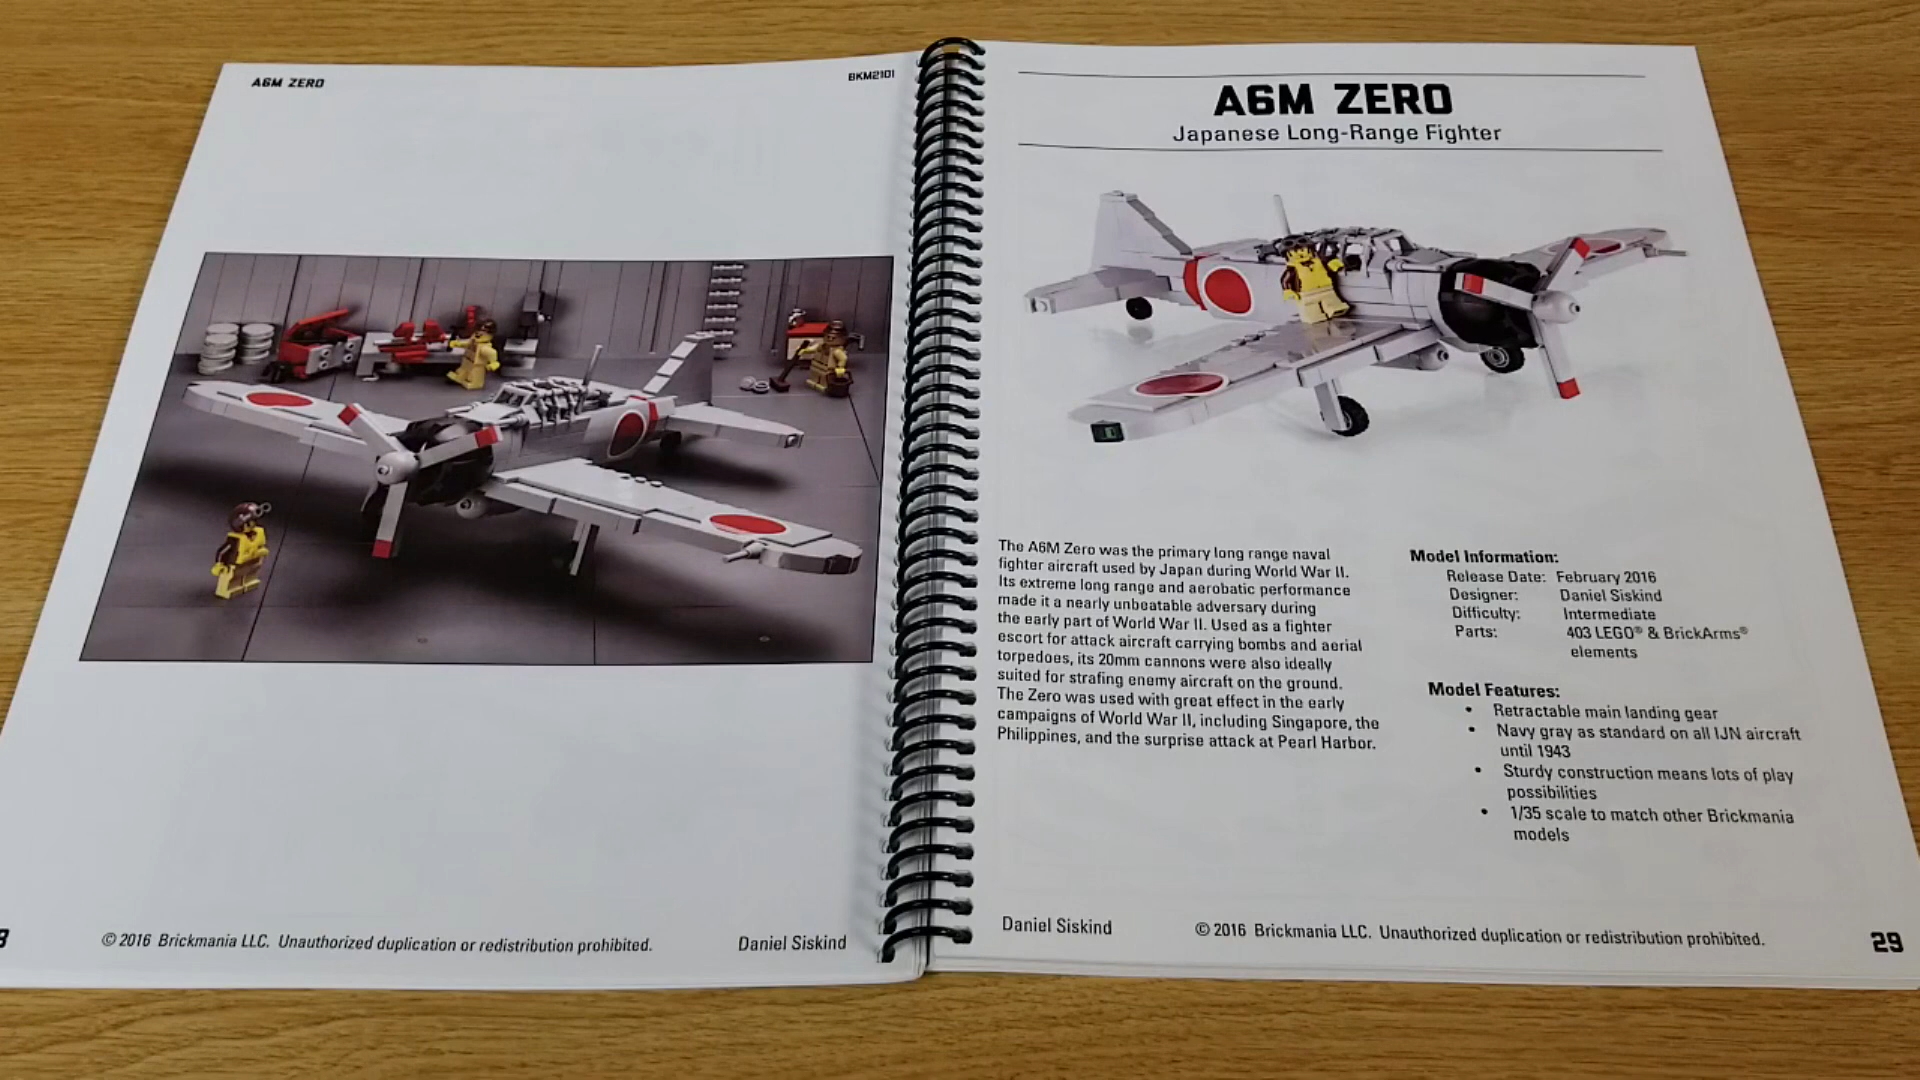 A6M ZERO
BKM2101
© 2016 Brickmania LLC. Unauthorized duplication or redistribution prohibited.
Daniel Siskind
A6M ZERO
Japanese Long-Range Fighter
The A6M Zero was the primary long range naval
fighter aircraft used by Japan during World War II.
Its extreme long range and aerobatic performance
made it a nearly unbeatable adversary during
the early part of World War II. Used as a fighter
escort for attack aircraft carrying bombs and aerial
torpedoes, its 20mm cannons were also ideally
suited for strafing enemy aircraft on the ground.
The Zero was used with great effect in the early
campaigns of World War II, including Singapore, the
Philippines, and the surprise attack at Pearl Harbor.
Model Information:
Release Date: February 2016
Designer: Daniel Siskind
Difficulty: Intermediate
Parts: 403 LEGO® & BrickArms®
elements
Model Features:
• Retractable main landing gear
• Navy gray as standard on all IJN aircraft
until 1943
• Sturdy construction means lots of play
possibilities
• 1/35 scale to match other Brickmania
models
Daniel Siskind
© 2016 Brickmania LLC. Unauthorized duplication or redistribution prohibited.
29